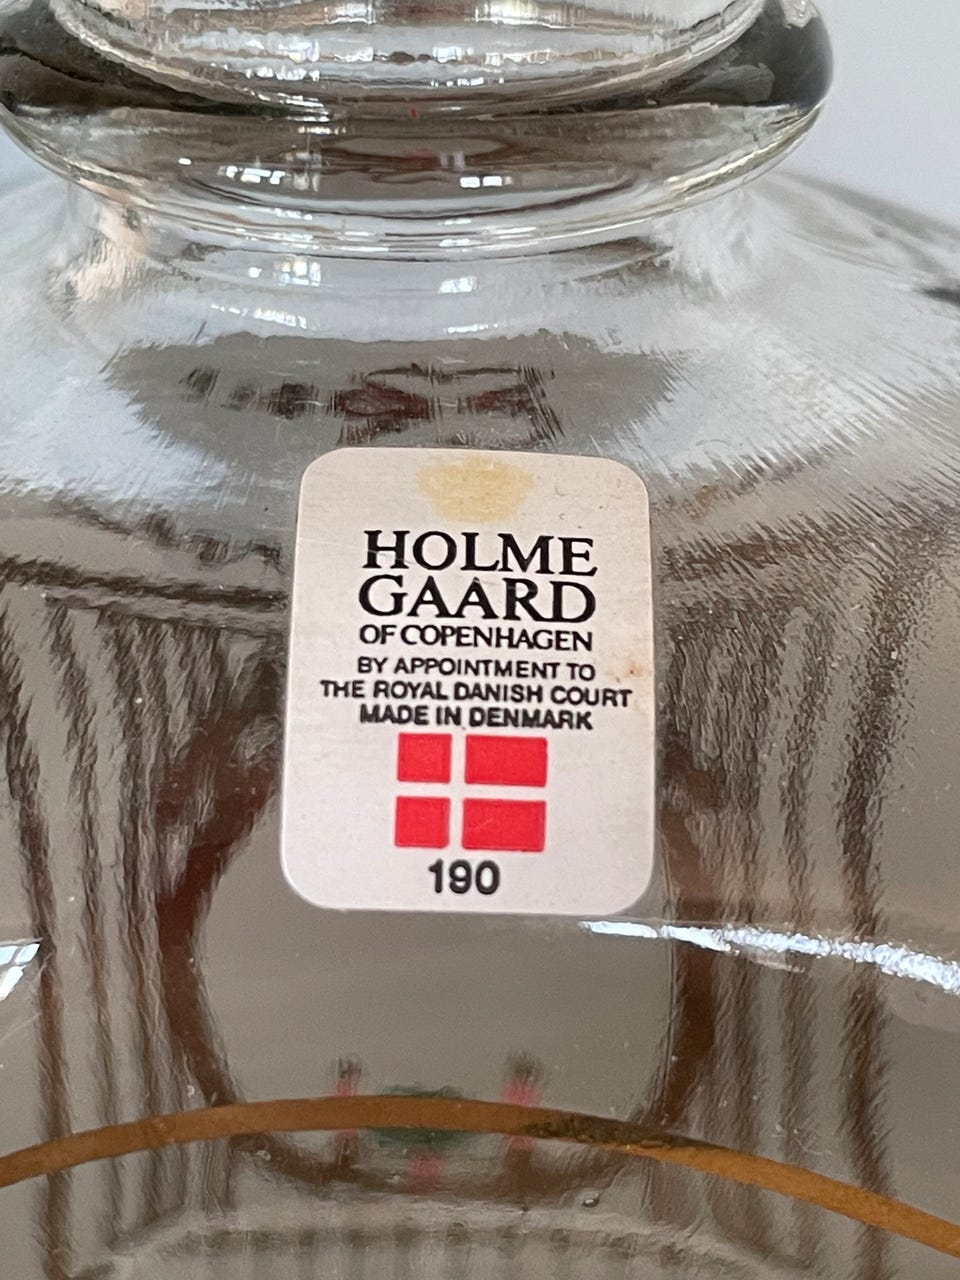 HOLME
GAARD
OF COPENHAGEN
BY APPOINTMENT TO
THE ROYAL DANISH COURT
MADE IN DENMARK
190